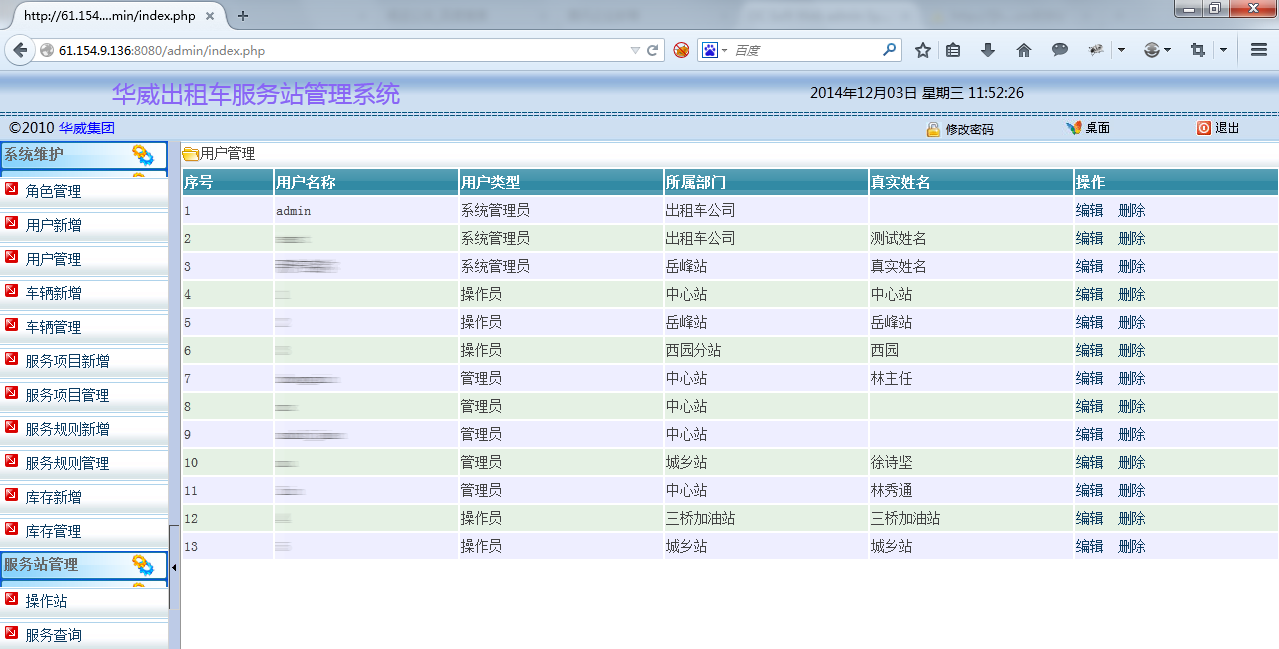 http://61.154....min/index.php
61.154.9.136:8080/admin/index.php
百度
华威出租车服务站管理系统
2014年12月03日 星期三 11:52:26
©2010 华威集团
修改密码 桌面 退出
系统维护
角色管理
用户新增
用户管理
车辆新增
车辆管理
服务项目新增
服务项目管理
服务规则新增
服务规则管理
库存新增
库存管理
服务站管理
操作站
服务查询
用户管理
序号 用户名称 用户类型 所属部门 真实姓名 操作
1 admin 系统管理员 出租车公司 编辑 删除
2 系统管理员 出租车公司 测试姓名 编辑 删除
3 系统管理员 岳峰站 真实姓名 编辑 删除
4 操作员 中心站 中心站 编辑 删除
5 操作员 岳峰站 岳峰站 编辑 删除
6 操作员 西园分站 西园 编辑 删除
7 管理员 中心站 林主任 编辑 删除
8 管理员 中心站 编辑 删除
9 管理员 中心站 编辑 删除
10 管理员 城乡站 徐诗坚 编辑 删除
11 管理员 中心站 林秀通 编辑 删除
12 操作员 三桥加油站 三桥加油站 编辑 删除
13 操作员 城乡站 城乡站 编辑 删除